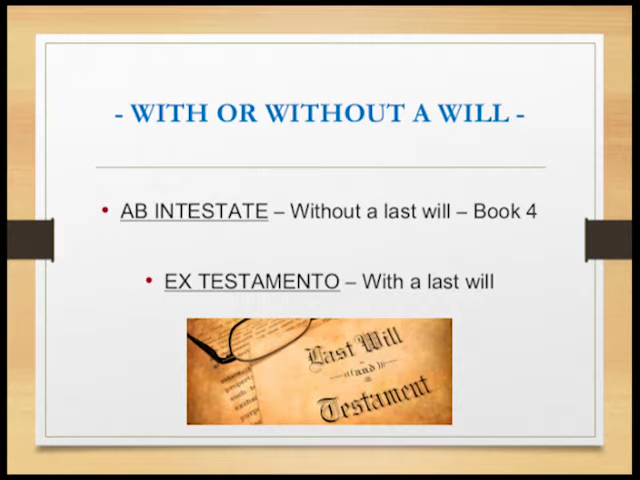 - WITH OR WITHOUT A WILL -
• AB INTESTATE – Without a last will – Book 4
• EX TESTAMENTO – With a last will
Last Will
and
Testament